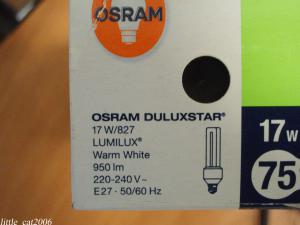 OSRAM
OSRAM DULUXSTAR®
17 W/827
LUMILUX®
Warm White
950 lm
220-240 V~
E27 · 50/60 Hz
17 W
75
little_cat2006